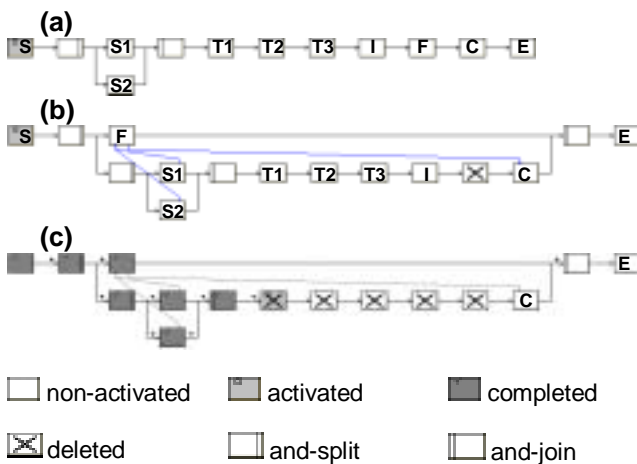 (a)
S S1 T1 T2 T3 I F C E
S2
(b)
S F E
S1 T1 T2 T3 I C
S2
(c)
E
C
non-activated activated completed
deleted and-split and-join